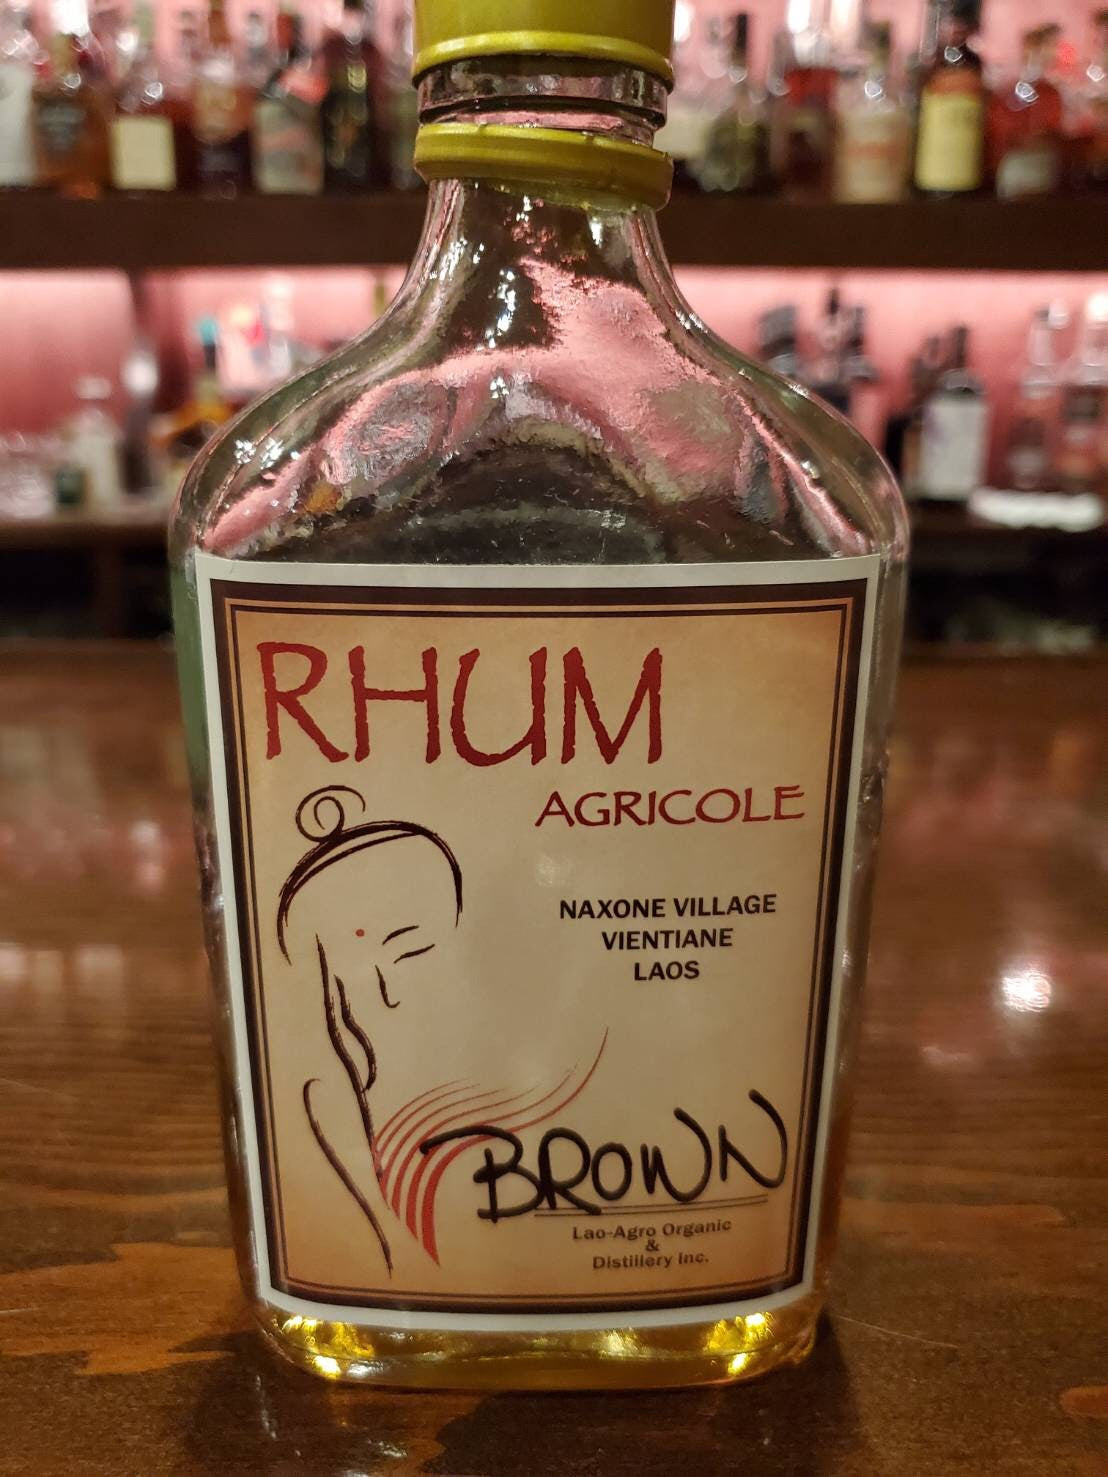 RHUM
AGRICOLE
NAXONE VILLAGE
VIENTIANE
LAOS
BROWN
Lao-Agro Organic
&
Distillery Inc.